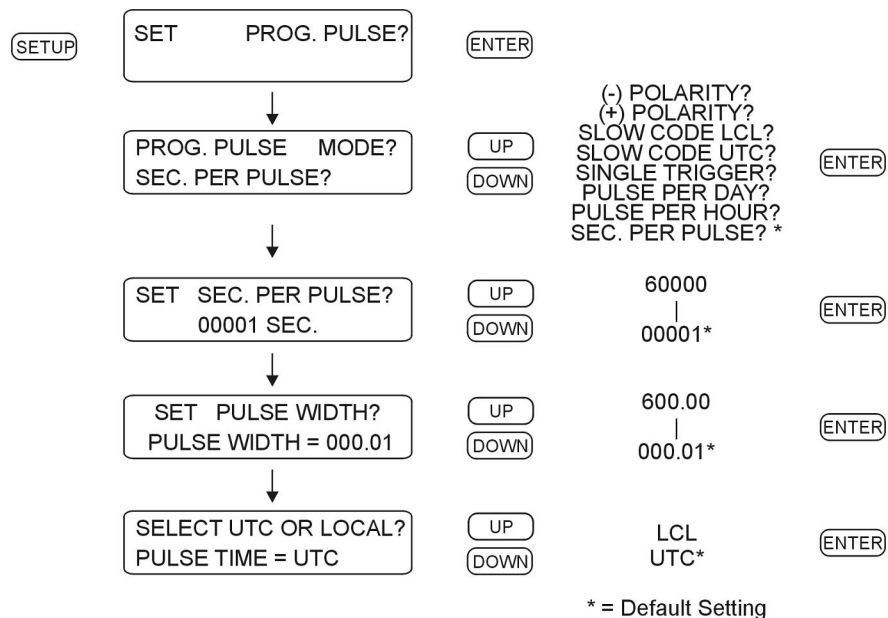 SETUP
SET PROG. PULSE?
ENTER
PROG. PULSE MODE?
SEC. PER PULSE?
UP
DOWN
(-) POLARITY?
(+) POLARITY?
SLOW CODE LCL?
SLOW CODE UTC?
SINGLE TRIGGER?
PULSE PER DAY?
PULSE PER HOUR?
SEC. PER PULSE? *
ENTER
SET SEC. PER PULSE?
00001 SEC.
UP
DOWN
60000
|
00001*
ENTER
SET PULSE WIDTH?
PULSE WIDTH = 000.01
UP
DOWN
600.00
|
000.01*
ENTER
SELECT UTC OR LOCAL?
PULSE TIME = UTC
UP
DOWN
LCL
UTC*
ENTER
* = Default Setting